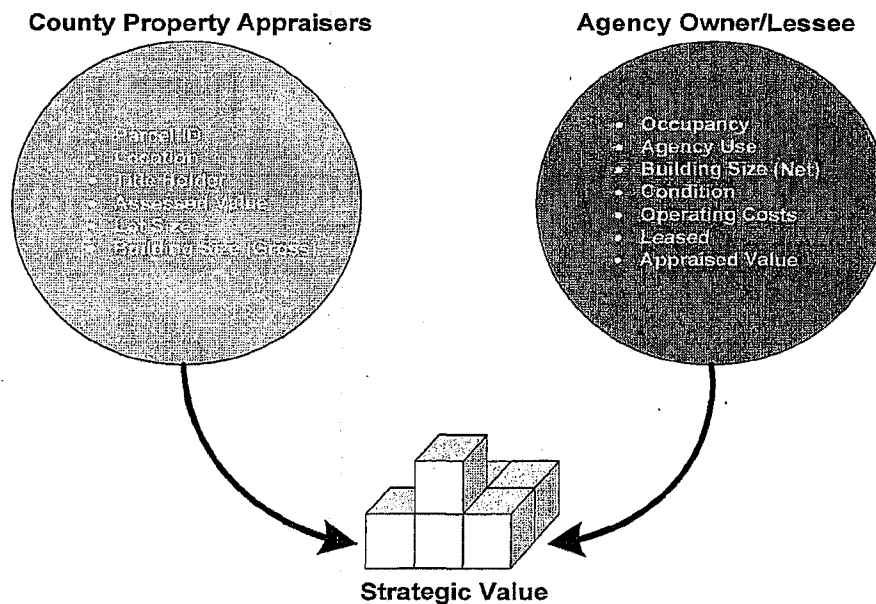 County Property Appraisers
• Parcel ID
• Location
• Title Holder
• Assessed Value
• Lot Size
• Building Size (Gross)
Agency Owner/Lessee
• Occupancy
• Agency Use
• Building Size (Net)
• Condition
• Operating Costs
• Leased
• Appraised Value
Strategic Value